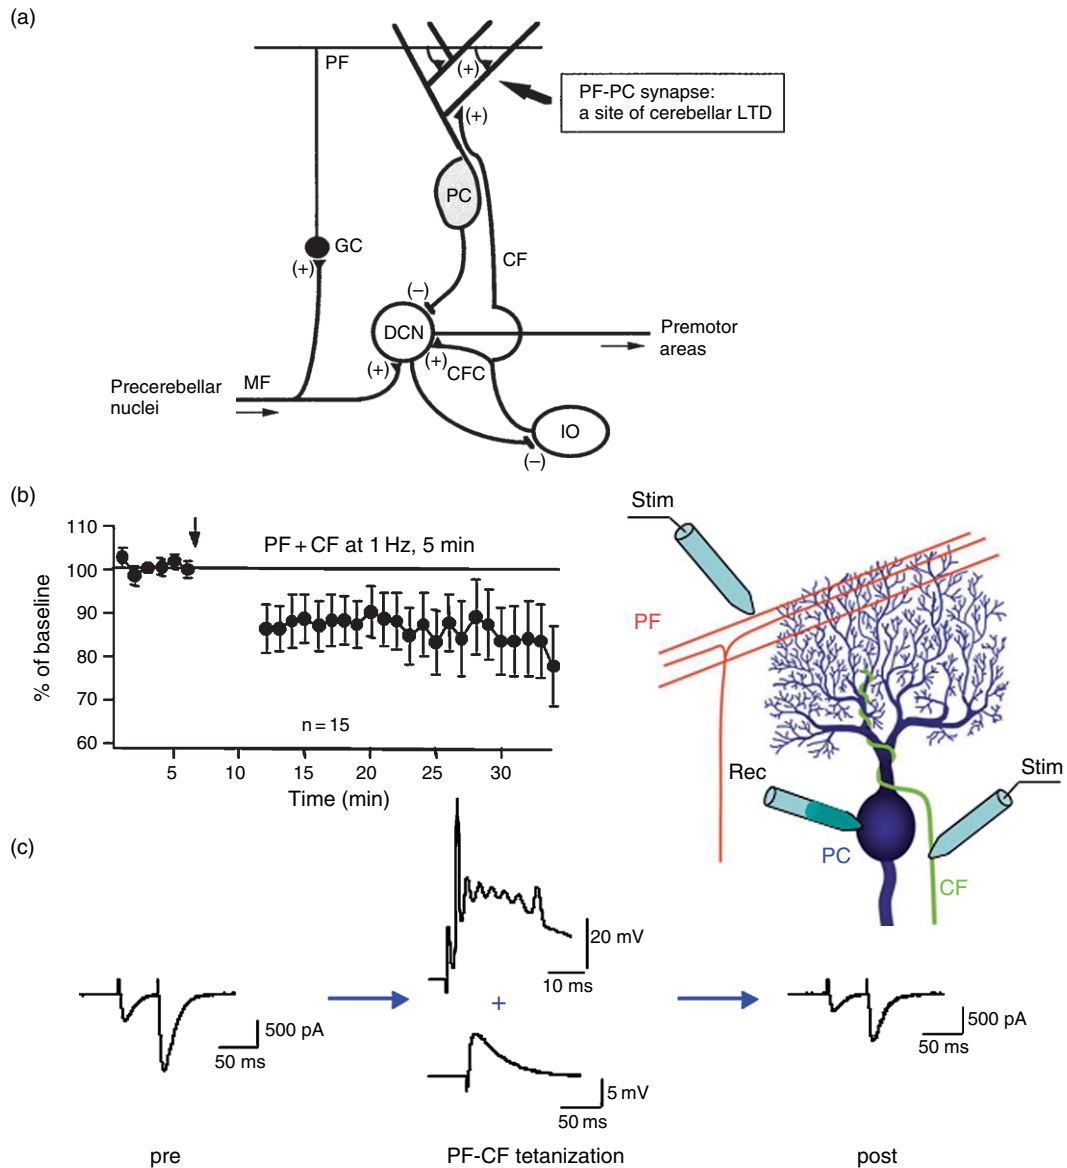 (a)
PF
(+)
PF-PC synapse:
a site of cerebellar LTD
(+)
PC
GC
(+)
CF
(–)
DCN
Premotor
areas
(+)
(+)
CFC
Precerebellar
nuclei
MF
IO
(–)
(b)
110
100
90
80
70
60
% of baseline
PF + CF at 1 Hz, 5 min
n = 15
5
10
15
20
25
30
Time (min)
Stim
PF
Rec
Stim
PC
CF
(c)
20 mV
10 ms
+
500 pA
50 ms
5 mV
50 ms
500 pA
50 ms
pre
PF-CF tetanization
post